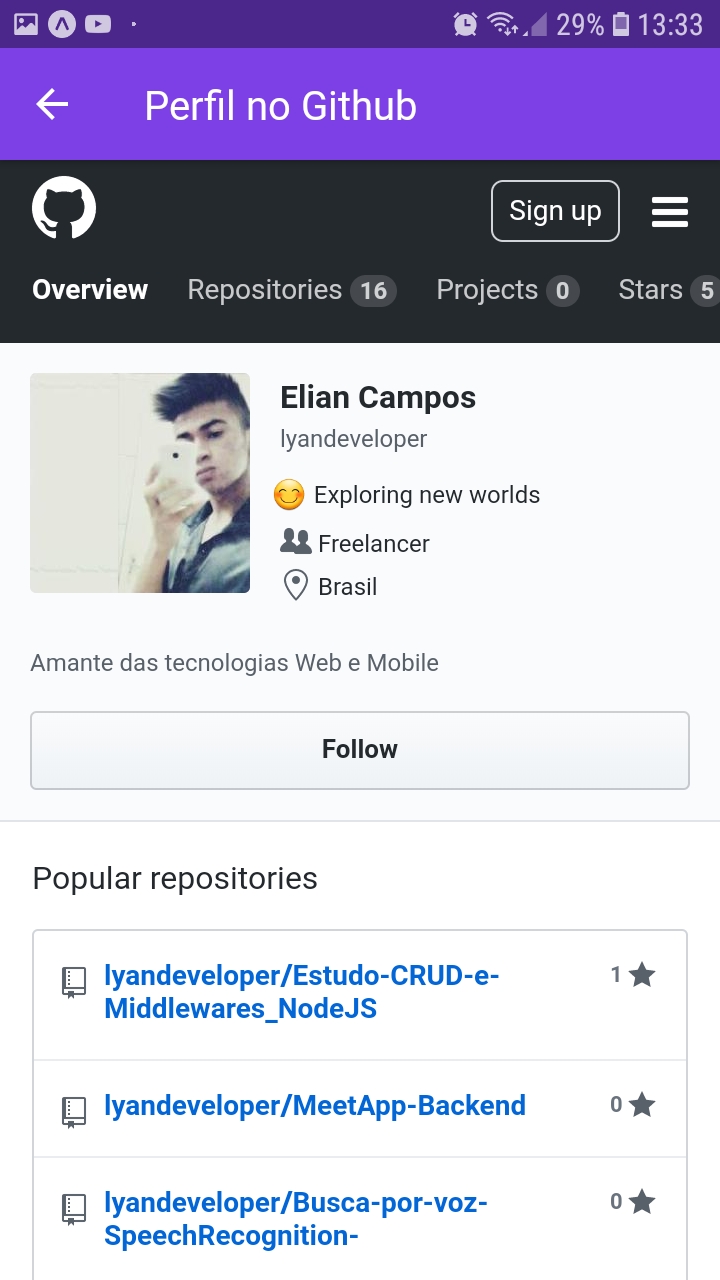 29% 13:33
Perfil no Github
Sign up
Overview Repositories 16 Projects 0 Stars 5
Elian Campos
lyandeveloper
Exploring new worlds
Freelancer
Brasil
Amante das tecnologias Web e Mobile
Follow
Popular repositories
lyandeveloper/Estudo-CRUD-e- 1
Middlewares_NodeJS
lyandeveloper/MeetApp-Backend 0
lyandeveloper/Busca-por-voz- 0
SpeechRecognition-